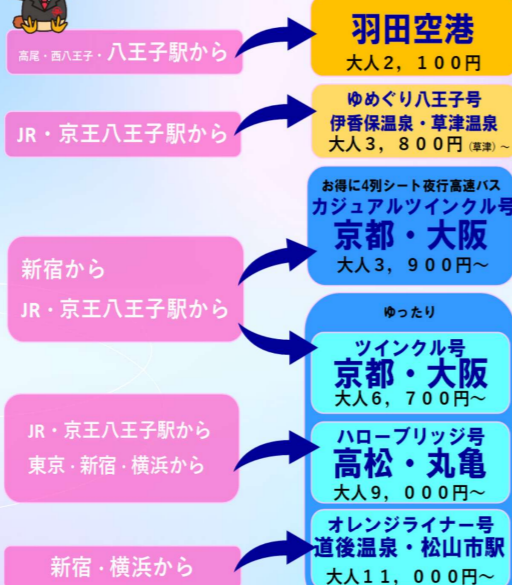 高尾・西八王子・八王子駅から
羽田空港
大人2，100円
JR・京王八王子駅から
ゆめぐり八王子号
伊香保温泉・草津温泉
大人3，800円（草津）～
新宿から
JR・京王八王子駅から
お得に4列シート夜行高速バス
カジュアルツインクル号
京都・大阪
大人3，900円～
ゆったり
ツインクル号
京都・大阪
大人6，700円～
JR・京王八王子駅から
東京・新宿・横浜から
ハローブリッジ号
高松・丸亀
大人9，000円～
新宿・横浜から
オレンジライナー号
道後温泉・松山市駅
大人11，000円～